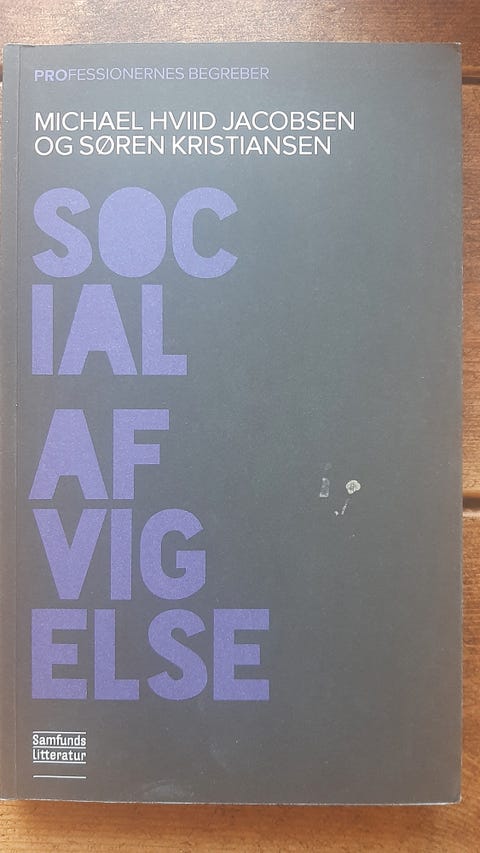 PROFESSIONERNES BEGREBER
MICHAEL HVIID JACOBSEN
OG SØREN KRISTIANSEN
SOC
IAL
AF
VIG
ELSE
Samfunds
litteratur